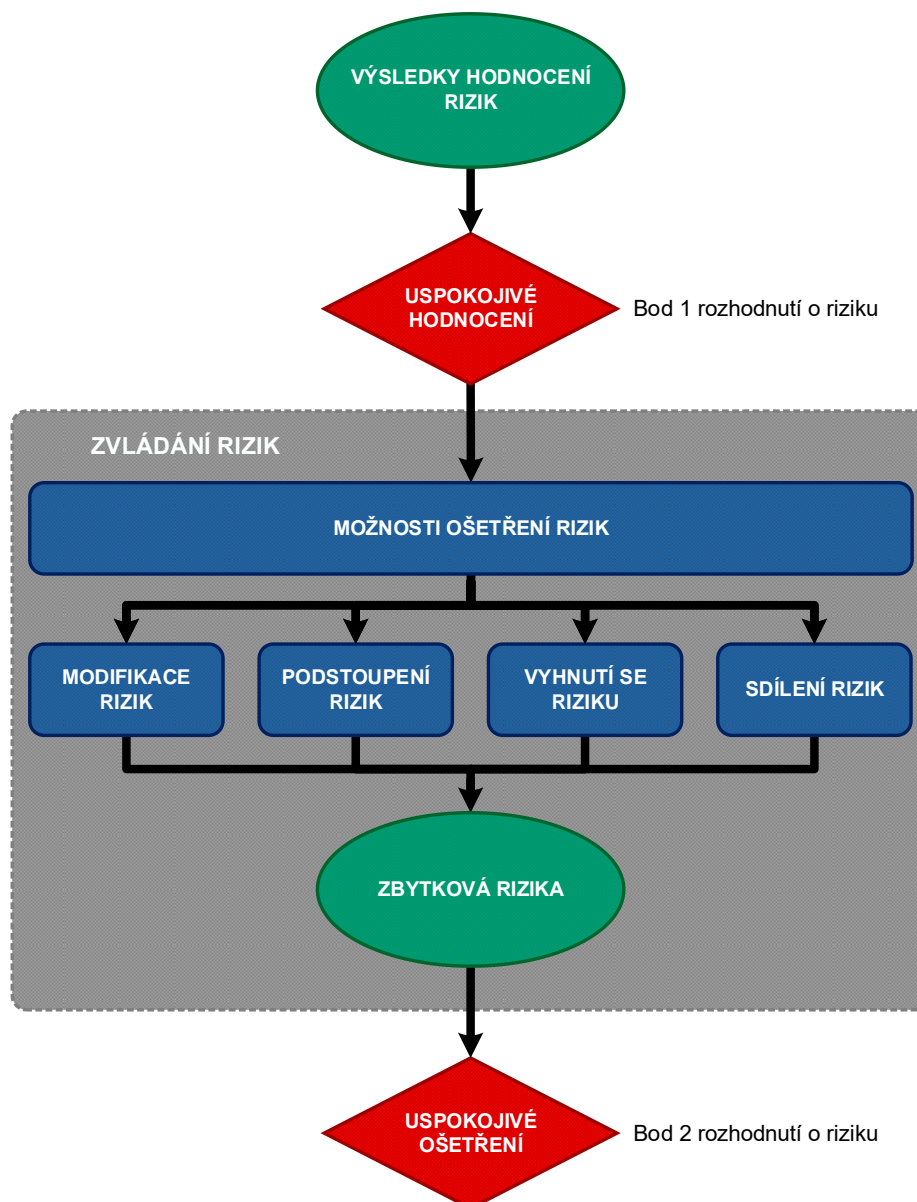 VÝSLEDKY HODNOCENÍ
RIZIK
USPOKOJIVÉ
HODNOCENÍ
Bod 1 rozhodnutí o riziku
ZVLÁDÁNÍ RIZIK
MOŽNOSTI OŠETŘENÍ RIZIK
MODIFIKACE
RIZIK
PODSTOUPENÍ
RIZIK
VYHNUTÍ SE
RIZIKU
SDÍLENÍ RIZIK
ZBYTKOVÁ RIZIKA
USPOKOJIVÉ
OŠETŘENÍ
Bod 2 rozhodnutí o riziku